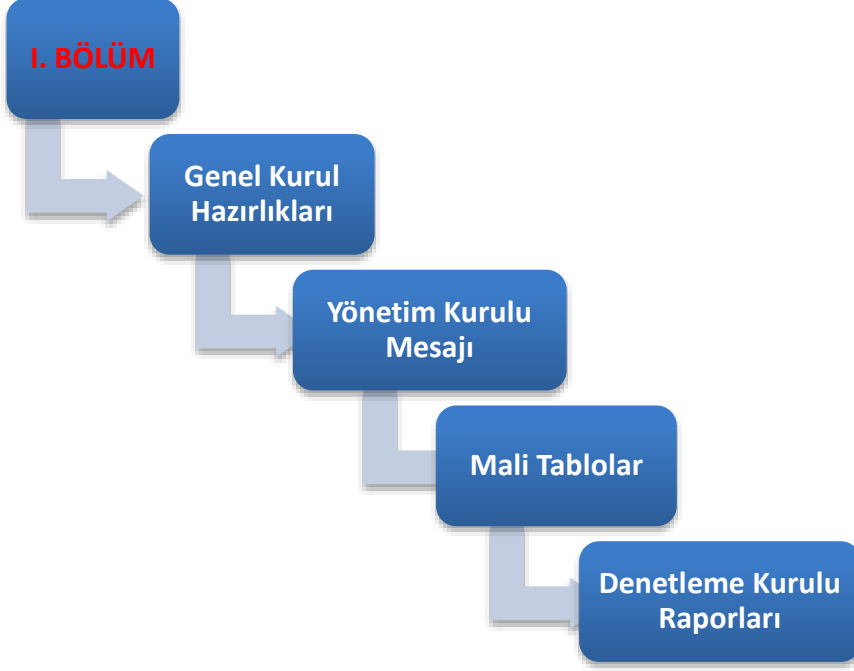 I. BÖLÜM
Genel Kurul
Hazırlıkları
Yönetim Kurulu
Mesajı
Mali Tablolar
Denetleme Kurulu
Raporları